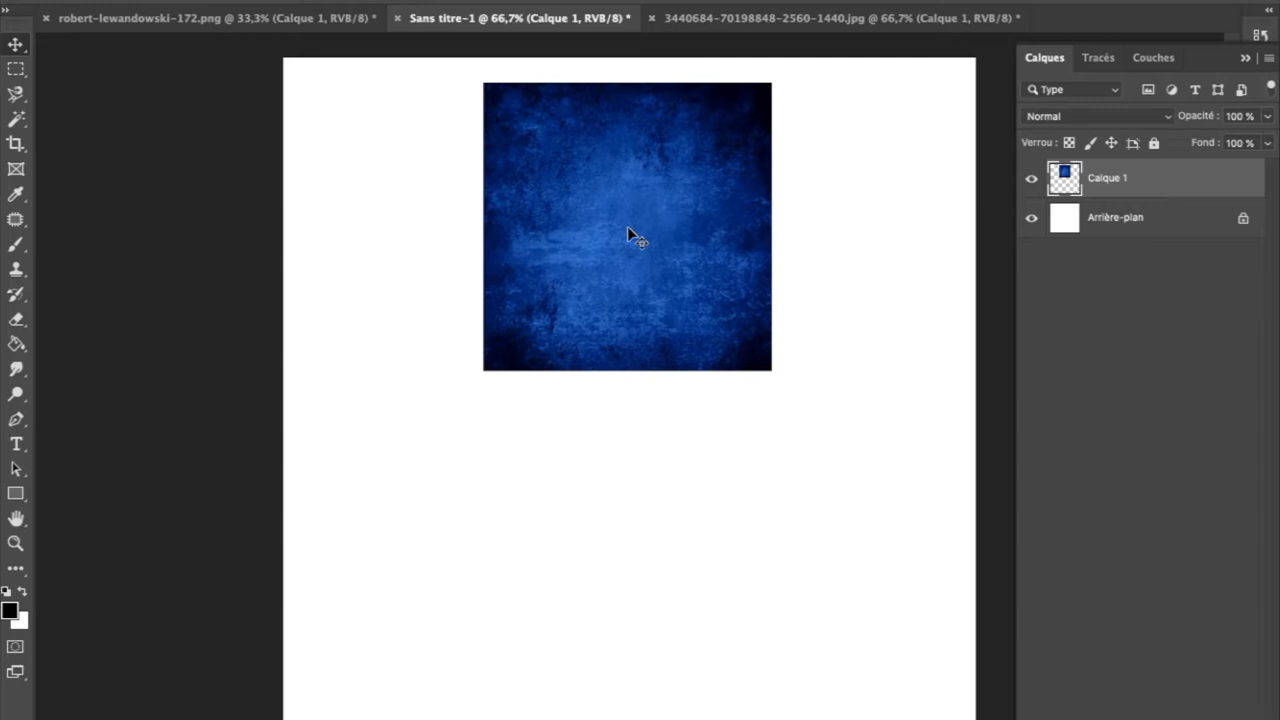 robert-lewandowski-172.png @ 33,3% (Calque 1, RVB/8) *
Sans titre-1 @ 66,7% (Calque 1, RVB/8) *
3440684-70198848-2560-1440.jpg @ 66,7% (Calque 1, RVB/8) *
Calques Tracés Couches
Type
Normal Opacité : 100 %
Verrou : Fond : 100 %
Calque 1
Arrière-plan